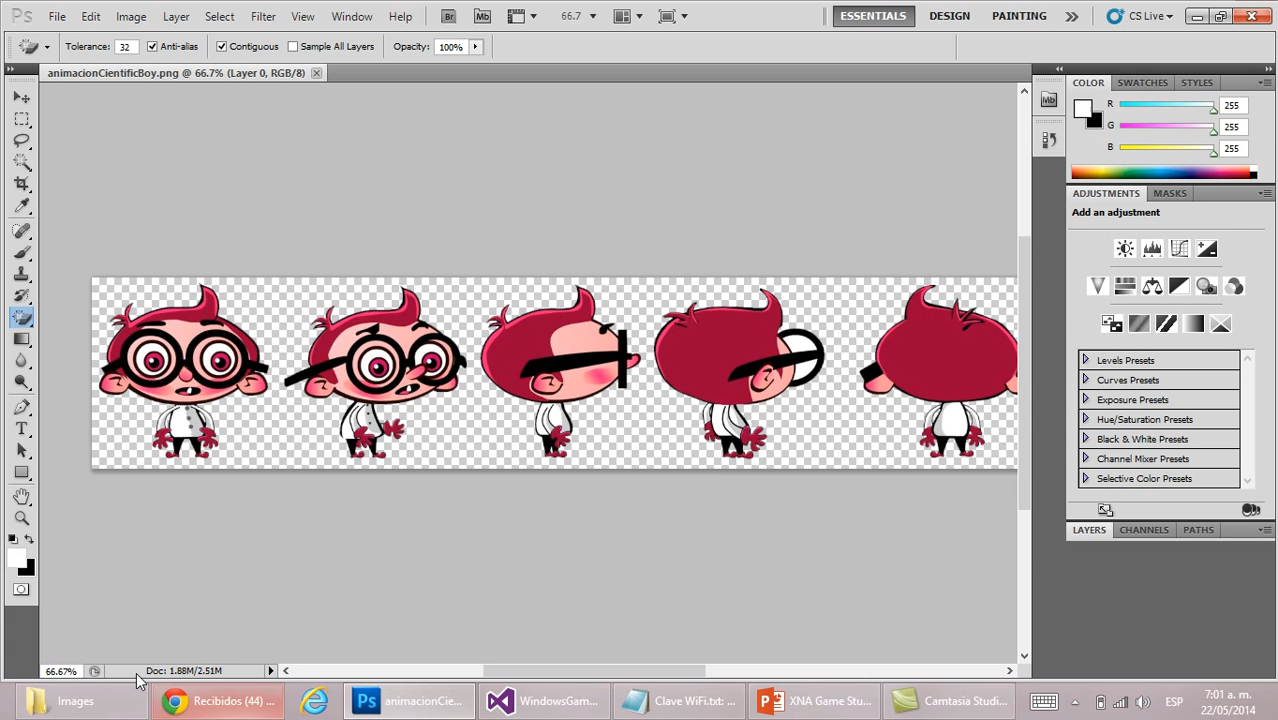 Ps File Edit Image Layer Select Filter View Window Help Br Mb 66.7 ESSENTIALS DESIGN PAINTING CS Live
Tolerance: 32 Anti-alias Contiguous Sample All Layers Opacity: 100%
animacionCientificBoy.png @ 66.7% (Layer 0, RGB/8)
COLOR SWATCHES STYLES
Mb
R 255
G 255
B 255
ADJUSTMENTS MASKS
Add an adjustment
Levels Presets
Curves Presets
Exposure Presets
Hue/Saturation Presets
Black & White Presets
Channel Mixer Presets
Selective Color Presets
LAYERS CHANNELS PATHS
66.67% Doc: 1.88M/2.51M
Images Recibidos (44) ... Ps animacionCie... WindowsGam... Clave WiFi.txt: ... XNA Game Stu... Camtasia Studi... ESP 7:01 a. m.
22/05/2014